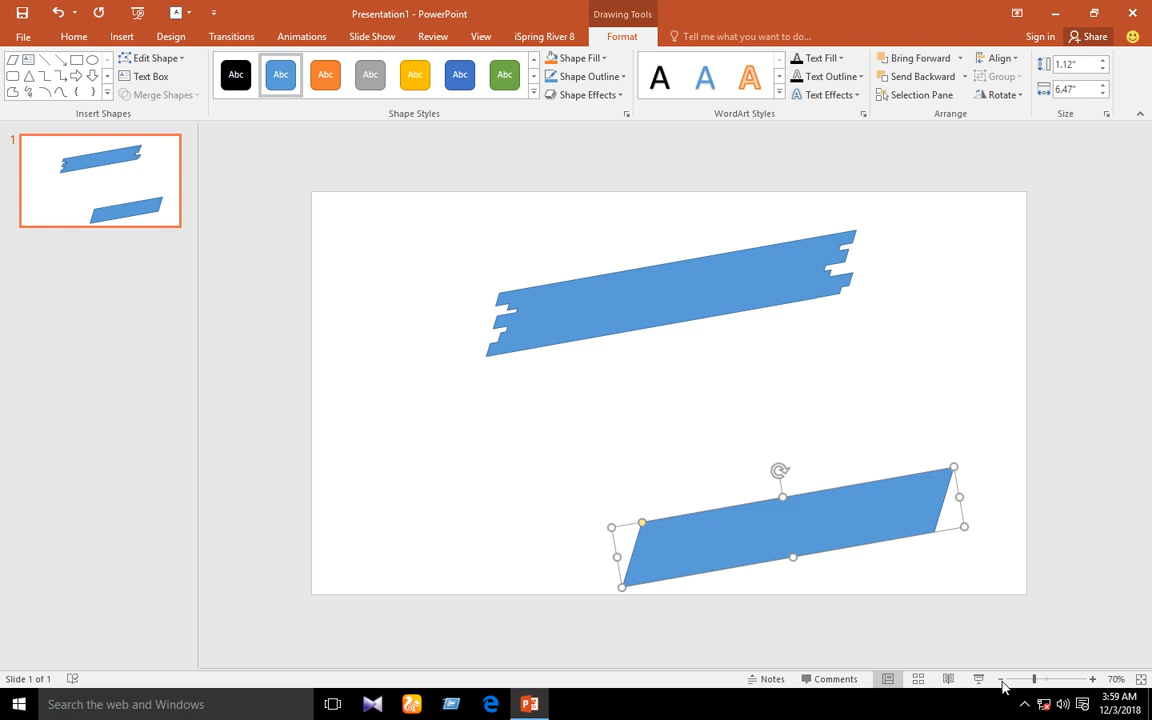 Presentation1 - PowerPoint
Drawing Tools
File Home Insert Design Transitions Animations Slide Show Review View iSpring River 8 Format Tell me what you want to do... Sign in Share
Edit Shape
Text Box
Merge Shapes
Insert Shapes
Abc Abc Abc Abc Abc Abc Abc
Shape Fill
Shape Outline
Shape Effects
Shape Styles
A A A
Text Fill
Text Outline
Text Effects
WordArt Styles
Bring Forward
Send Backward
Selection Pane
Align
Group
Rotate
Arrange
1.12"
6.47"
Size
1
Slide 1 of 1
Notes Comments 70%
Search the web and Windows
3:59 AM
12/3/2018